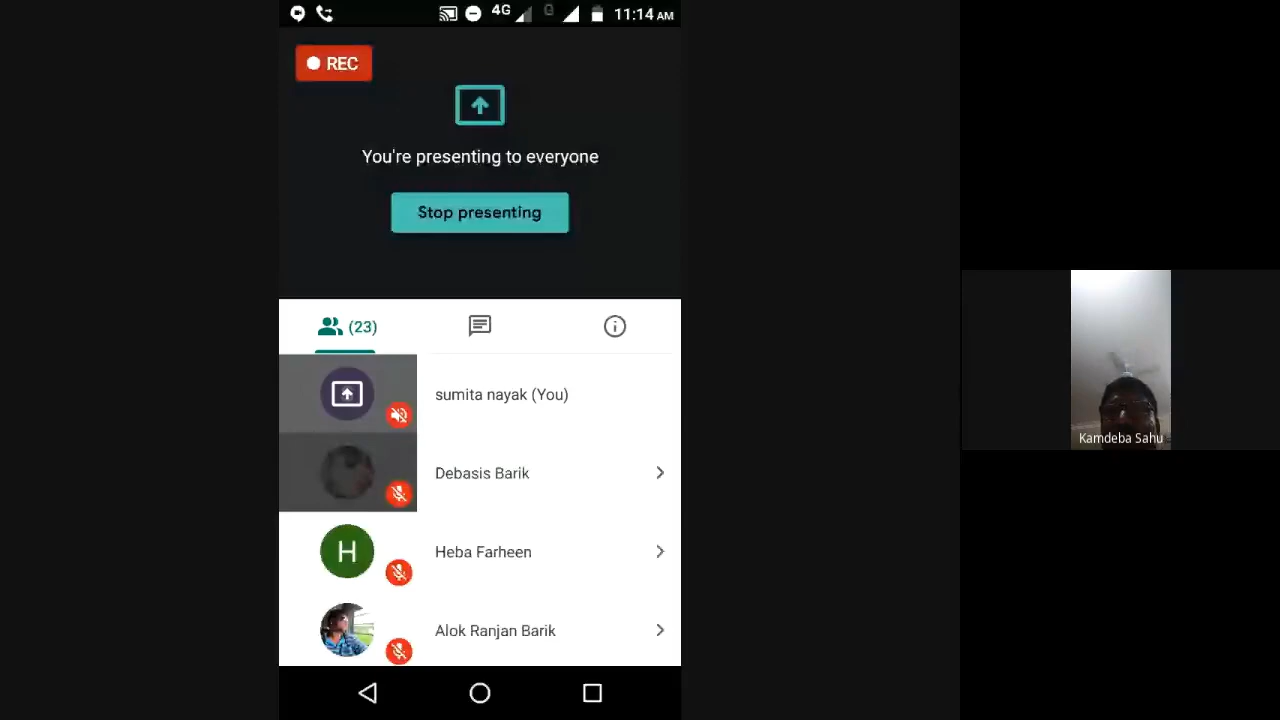 4G
11:14 AM
REC
You're presenting to everyone
Stop presenting
(23)
sumita nayak (You)
Debasis Barik
H
Heba Farheen
Alok Ranjan Barik
Kamdeba Sahu